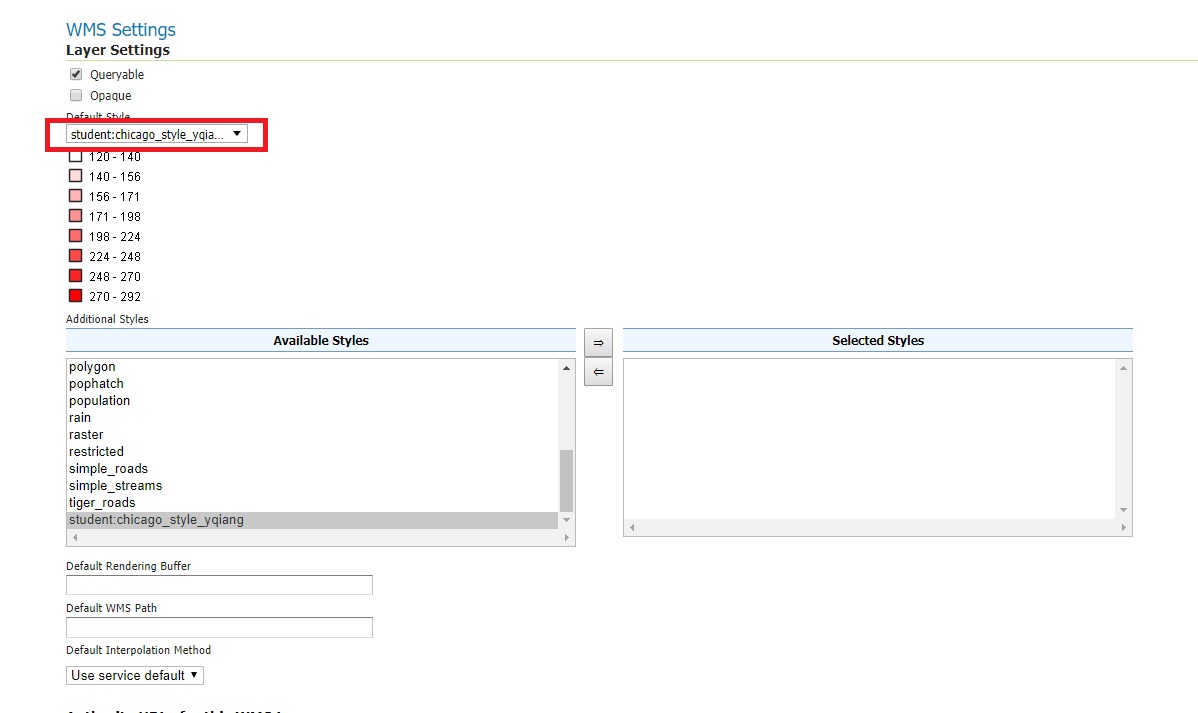 WMS Settings
Layer Settings
Queryable
Opaque
Default Style
student:chicago_style_yqia...
120 - 140
140 - 156
156 - 171
171 - 198
198 - 224
224 - 248
248 - 270
270 - 292
Additional Styles
Available Styles
Selected Styles
polygon
pophatch
population
rain
raster
restricted
simple_roads
simple_streams
tiger_roads
student:chicago_style_yqiang
Default Rendering Buffer
Default WMS Path
Default Interpolation Method
Use service default